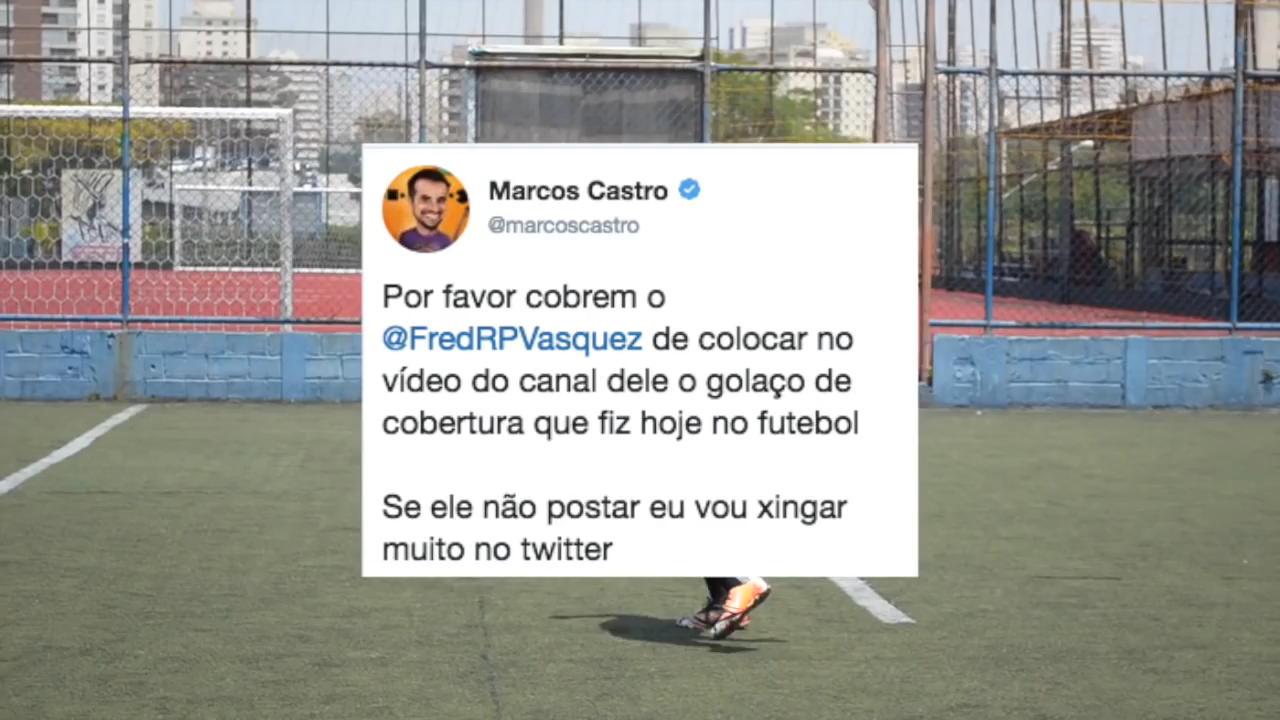 Marcos Castro
@marcoscastro
Por favor cobrem o
@FredRPVasquez de colocar no
vídeo do canal dele o golaço de
cobertura que fiz hoje no futebol
Se ele não postar eu vou xingar
muito no twitter